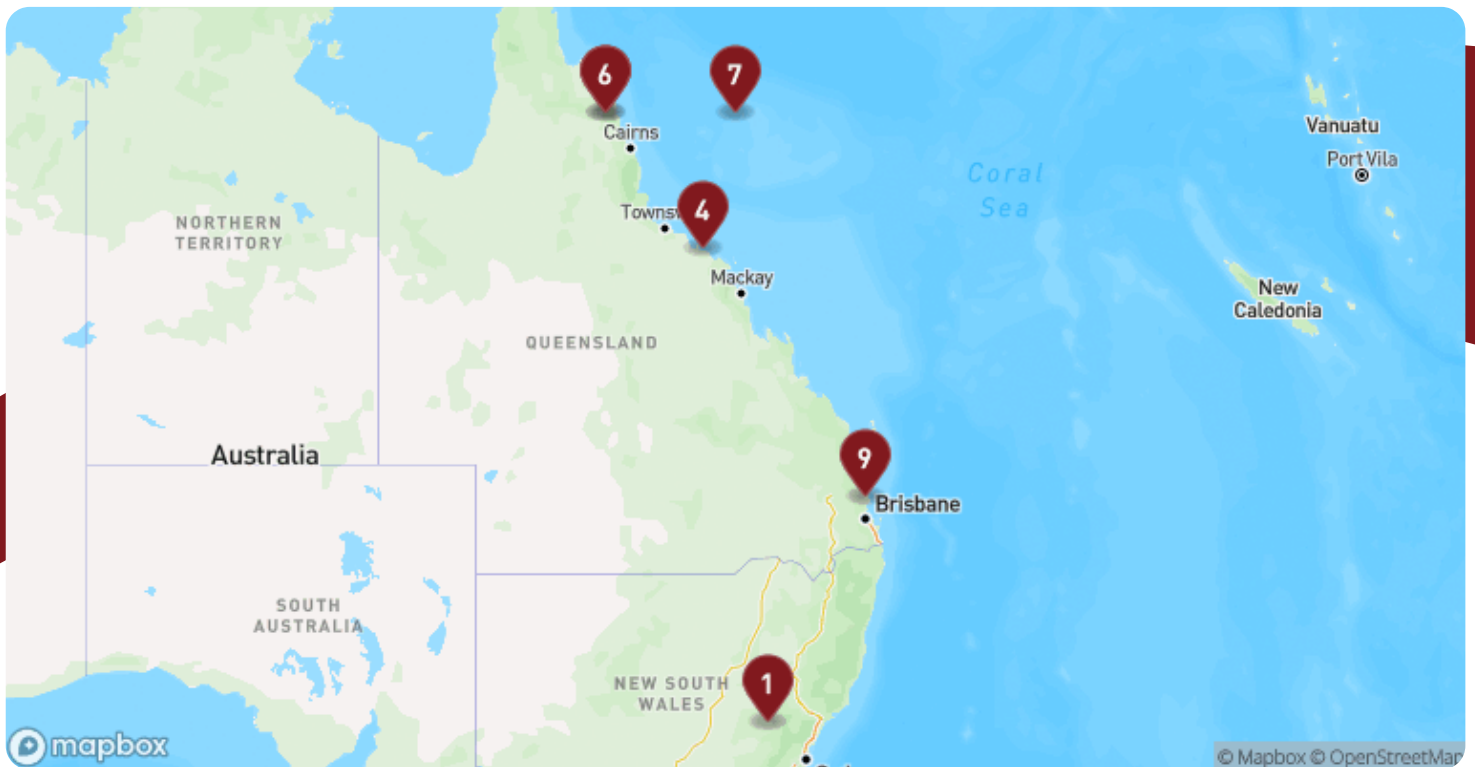 6
7
Cairns
Vanuatu
Port Vila
Coral
Sea
4
NORTHERN
TERRITORY
Mackay
New
Caledonia
QUEENSLAND
Australia
9
Brisbane
SOUTH
AUSTRALIA
1
NEW SOUTH
WALES
mapbox
© Mapbox © OpenStreetMap